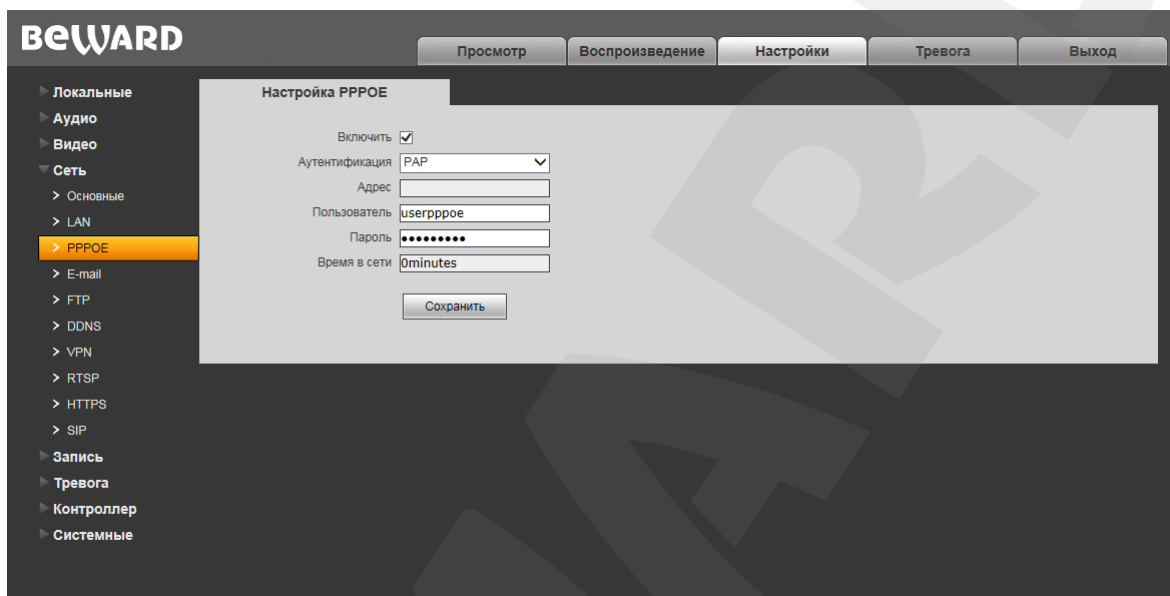 BEWARD
Просмотр Воспроизведение Настройки Тревога Выход
Локальные
Аудио
Видео
Сеть
Основные
LAN
PPPOE
E-mail
FTP
DDNS
VPN
RTSP
HTTPS
SIP
Запись
Тревога
Контроллер
Системные
Настройка PPPOE
Включить
Аутентификация PAP
Адрес
Пользователь userpppoe
Пароль •••••••••
Время в сети 0minutes
Сохранить